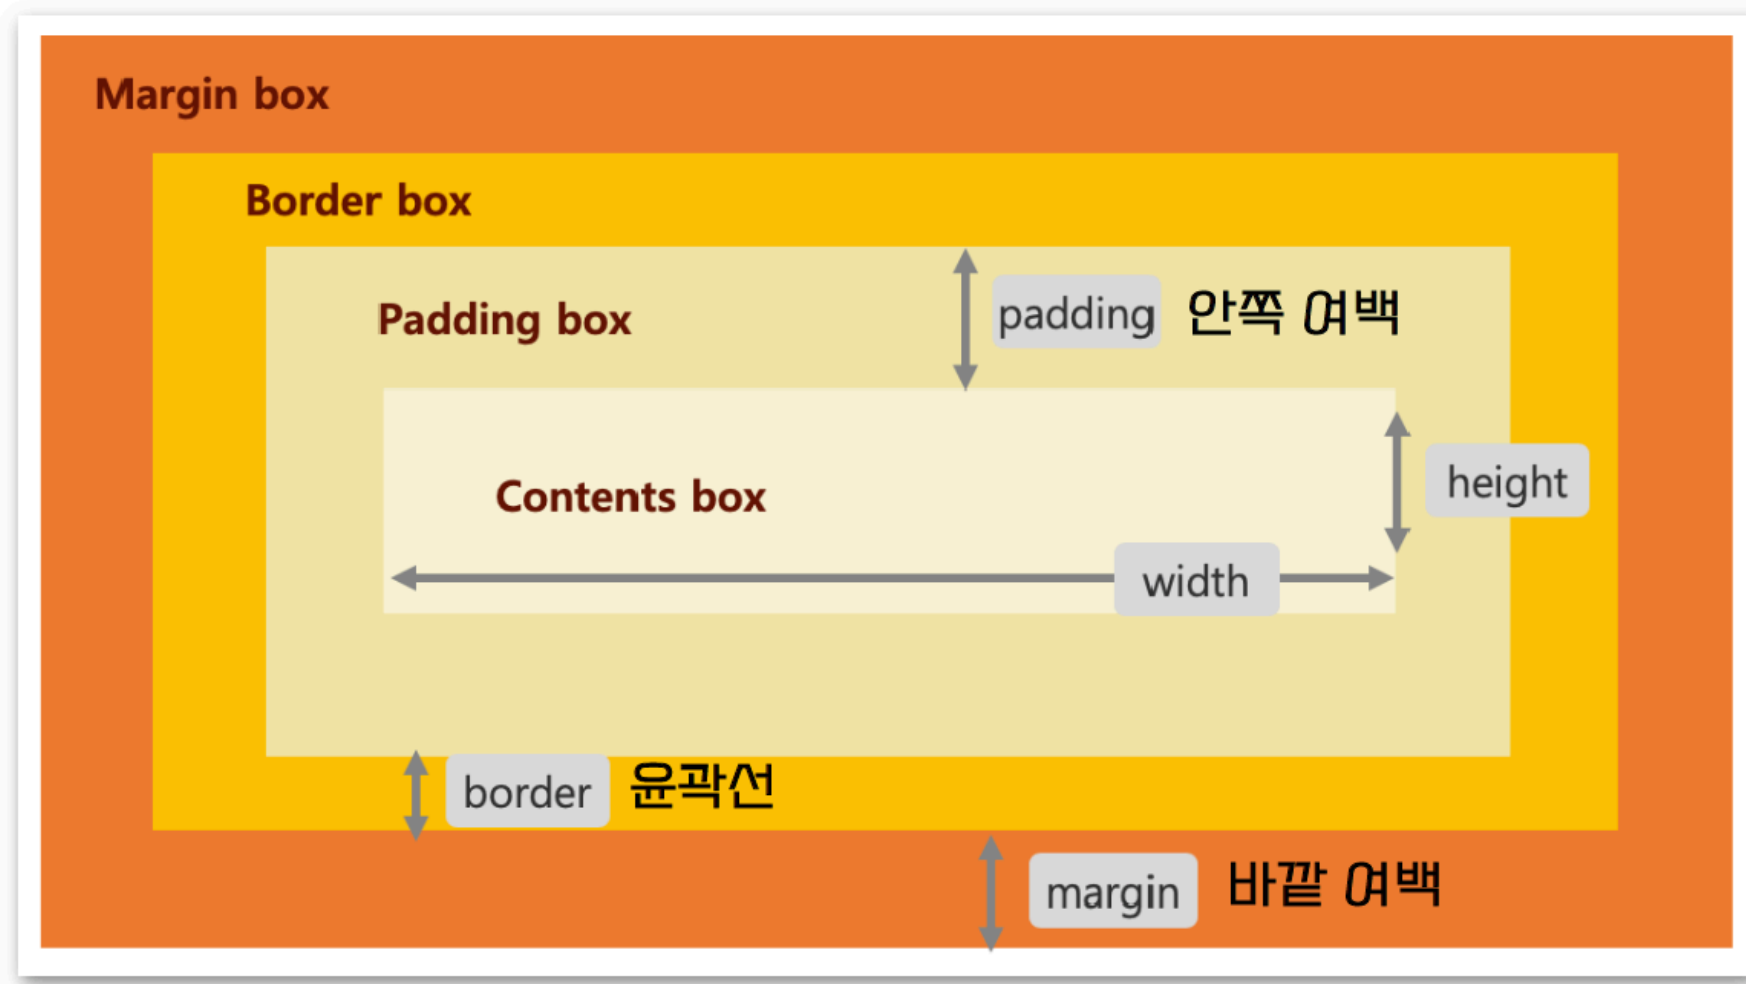 Margin box
Border box
Padding box
padding 안쪽 여백
height
Contents box
width
border 윤곽선
margin 바깥 여백